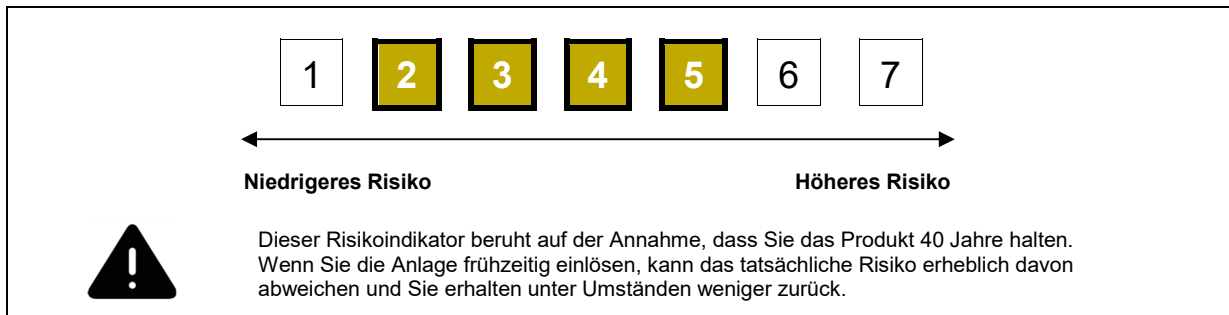 1 2 3 4 5 6 7
Niedrigeres Risiko Höheres Risiko
Dieser Risikoindikator beruht auf der Annahme, dass Sie das Produkt 40 Jahre halten.
Wenn Sie die Anlage frühzeitig einlösen, kann das tatsächliche Risiko erheblich davon
abweichen und Sie erhalten unter Umständen weniger zurück.